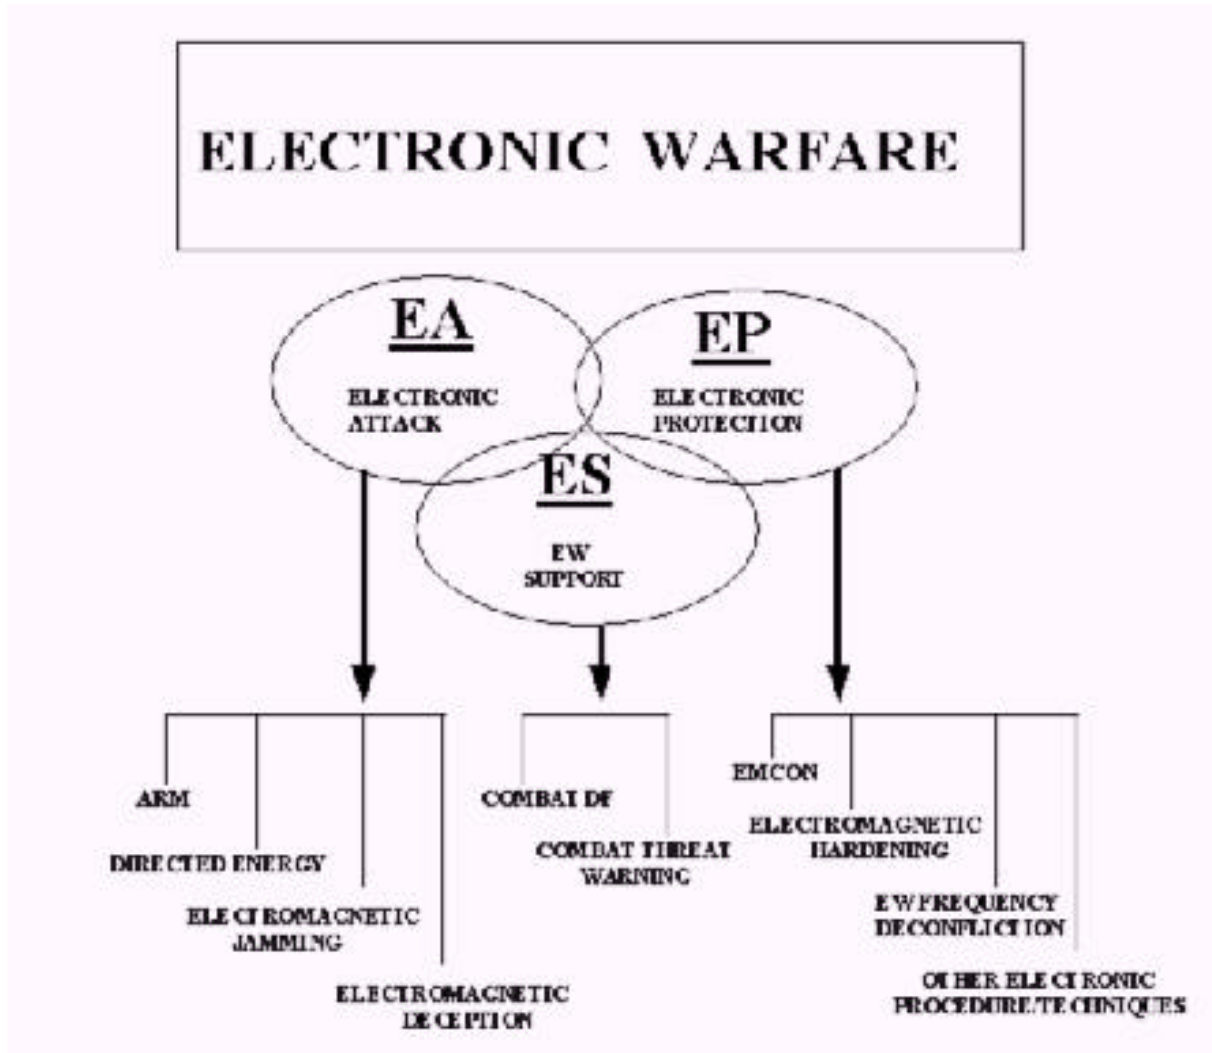 ELECTRONIC WARFARE
EA
ELECTRONIC
ATTACK
EP
ELECTRONIC
PROTECTION
ES
EW
SUPPORT
ARM
DIRECTED ENERGY
ELECTROMAGNETIC
JAMMING
ELECTROMAGNETIC
DECEPTION
COMBAT DF
COMBAT THREAT
WARNING
EMCON
ELECTROMAGNETIC
HARDENING
EW FREQUENCY
DECONFLICTION
OTHER ELECTRONIC
PROCEDURE/TECHNIQUES